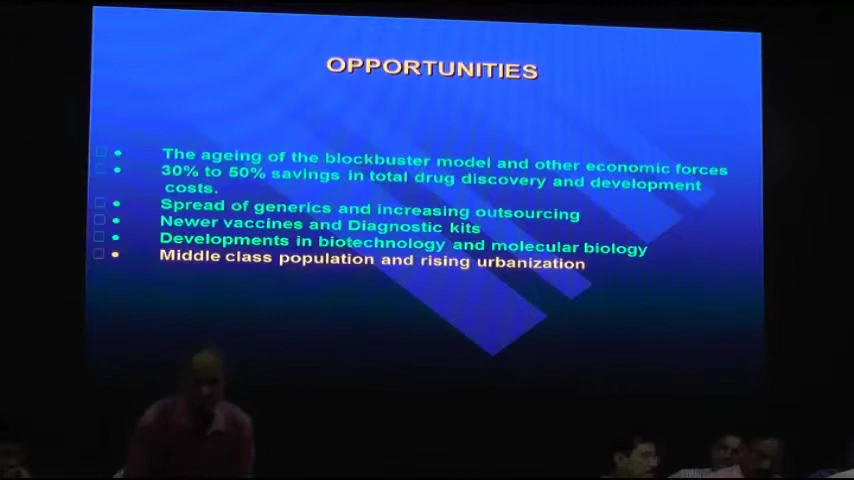 OPPORTUNITIES
• The ageing of the blockbuster model and other economic forces
• 30% to 50% savings in total drug discovery and development
costs.
• Spread of generics and increasing outsourcing
• Newer vaccines and Diagnostic kits
• Developments in biotechnology and molecular biology
• Middle class population and rising urbanization